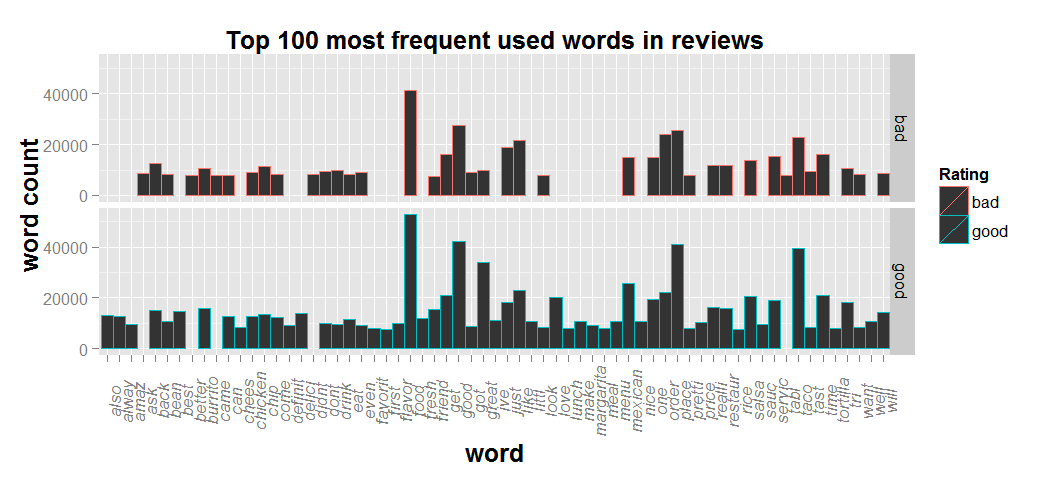 Top 100 most frequent used words in reviews
word count
40000
20000
0
bad
40000
20000
0
good
also
alway
amaz
ask
back
bean
best
better
burrito
came
can
chees
chicken
chip
come
definit
delici
didnt
dont
drink
eat
even
favorit
first
flavor
food
fresh
friend
get
good
got
great
ive
just
like
littl
look
love
lunch
make
margarita
meal
menu
mexican
nice
one
order
place
pretti
price
realli
restaur
rice
salsa
sauc
servic
tabl
taco
tast
time
tortilla
tri
want
well
will
word
Rating
bad
good